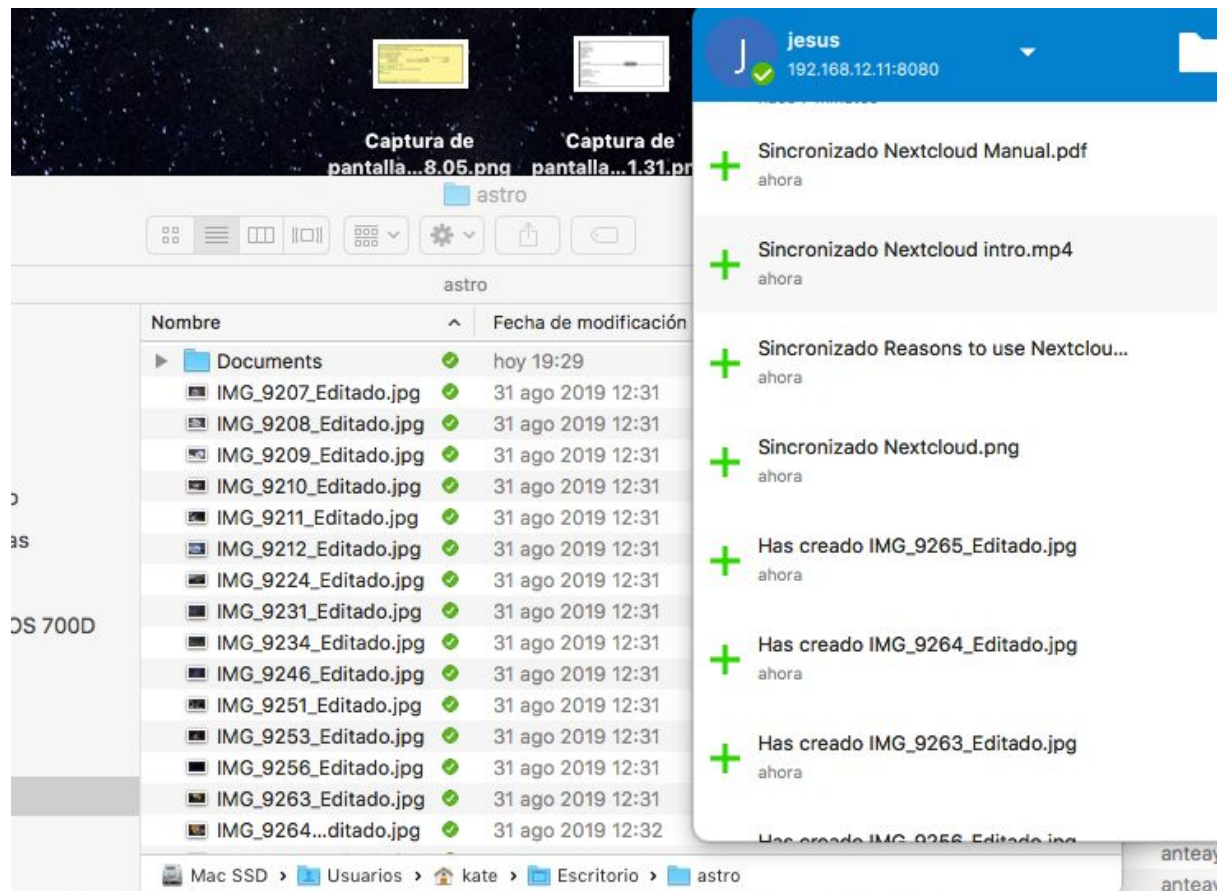 Captura de
pantalla...8.05.png
Captura de
pantalla...1.31.pr
astro
astro
Nombre
Fecha de modificación
Documents hoy 19:29
IMG_9207_Editado.jpg 31 ago 2019 12:31
IMG_9208_Editado.jpg 31 ago 2019 12:31
IMG_9209_Editado.jpg 31 ago 2019 12:31
IMG_9210_Editado.jpg 31 ago 2019 12:31
IMG_9211_Editado.jpg 31 ago 2019 12:31
IMG_9212_Editado.jpg 31 ago 2019 12:31
IMG_9224_Editado.jpg 31 ago 2019 12:31
IMG_9231_Editado.jpg 31 ago 2019 12:31
IMG_9234_Editado.jpg 31 ago 2019 12:31
IMG_9246_Editado.jpg 31 ago 2019 12:31
IMG_9251_Editado.jpg 31 ago 2019 12:31
IMG_9253_Editado.jpg 31 ago 2019 12:31
IMG_9256_Editado.jpg 31 ago 2019 12:31
IMG_9263_Editado.jpg 31 ago 2019 12:31
IMG_9264...ditado.jpg 31 ago 2019 12:32
as
OS 700D
Mac SSD › Usuarios › kate › Escritorio › astro
J
jesus
192.168.12.11:8080
Sincronizado Nextcloud Manual.pdf
ahora
Sincronizado Nextcloud intro.mp4
ahora
Sincronizado Reasons to use Nextclou...
ahora
Sincronizado Nextcloud.png
ahora
Has creado IMG_9265_Editado.jpg
ahora
Has creado IMG_9264_Editado.jpg
ahora
Has creado IMG_9263_Editado.jpg
ahora
Has creado IMG_9256_Editado.jpg
anteay
anteay